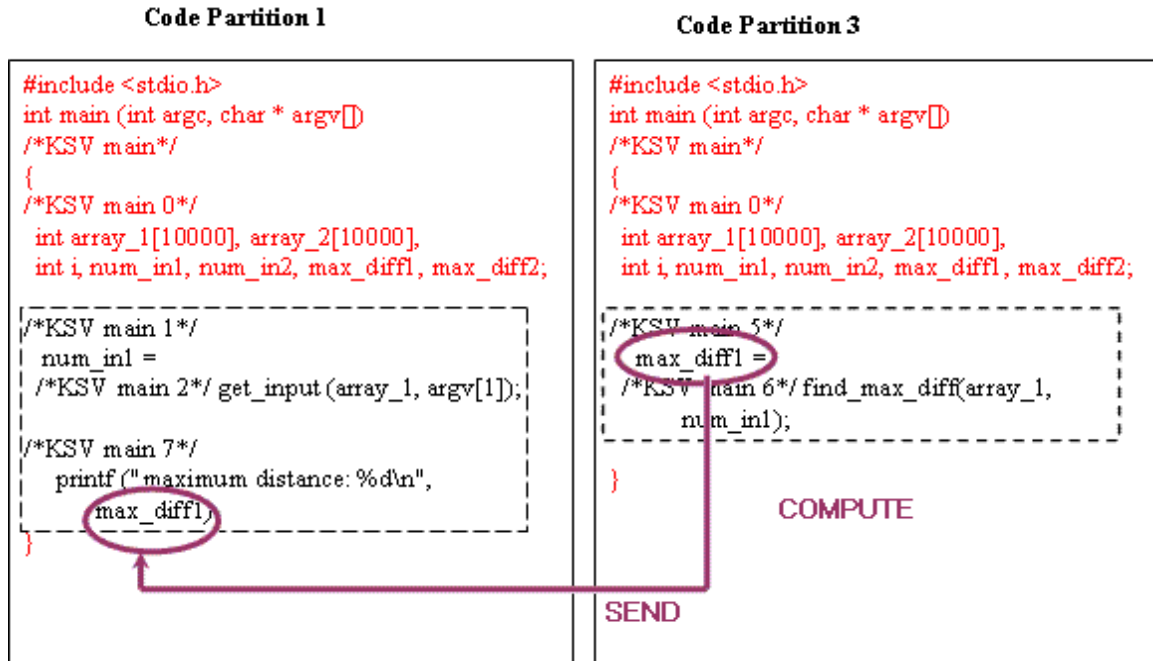 Code Partition 1
#include <stdio.h>
int main (int argc, char * argv[])
/*KSV main*/
{
/*KSV main 0*/
int array_1[10000], array_2[10000],
int i, num_in1, num_in2, max_diff1, max_diff2;
/*KSV main 1*/
num_in1 =
/*KSV main 2*/ get_input (array_1, argv[1]);
/*KSV main 7*/
printf ("maximum distance: %d\n",
max_diff1)
}
Code Partition 3
#include <stdio.h>
int main (int argc, char * argv[])
/*KSV main*/
{
/*KSV main 0*/
int array_1[10000], array_2[10000],
int i, num_in1, num_in2, max_diff1, max_diff2;
/*KSV main 5*/
max_diff1 =
/*KSV main 6*/ find_max_diff(array_1,
num_in1);
}
COMPUTE
SEND